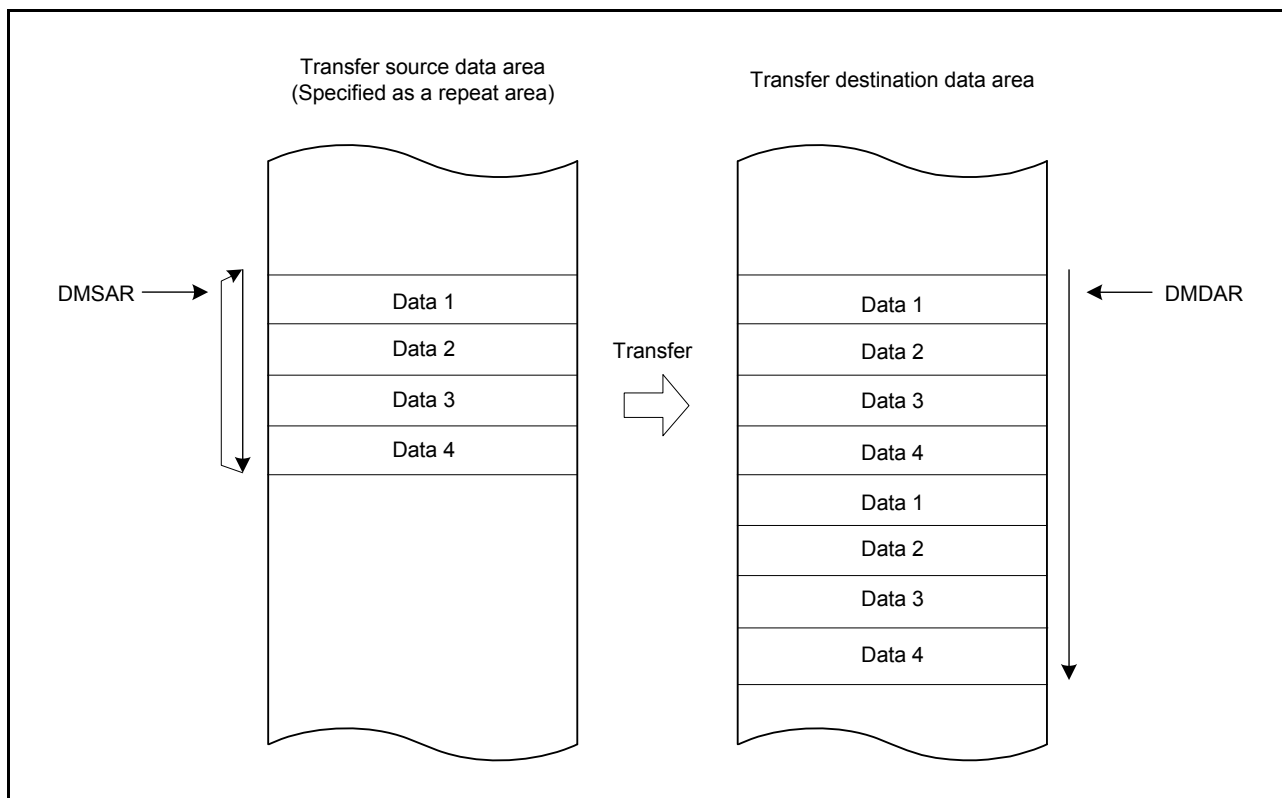 Transfer source data area
(Specified as a repeat area)
Transfer destination data area
DMSAR
Data 1
Data 2
Data 3
Data 4
Transfer
Data 1
Data 2
Data 3
Data 4
Data 1
Data 2
Data 3
Data 4
DMDAR